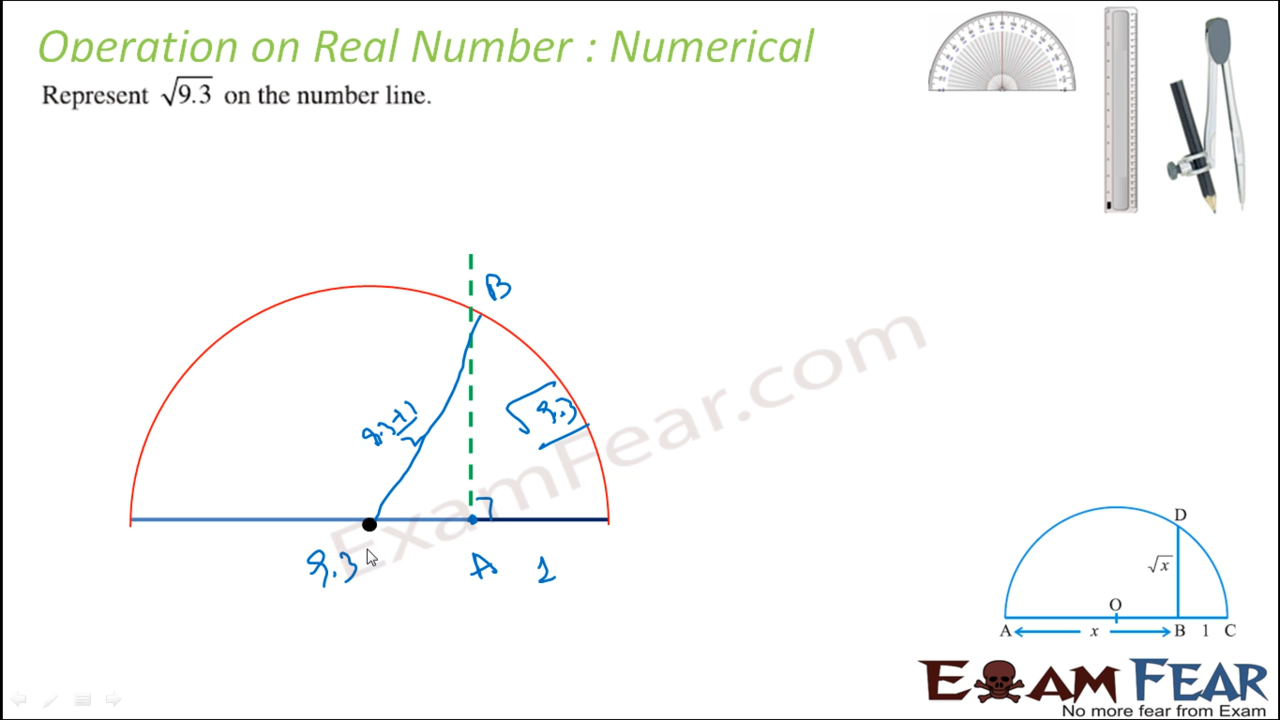 Operation on Real Number : Numerical
Represent √9.3 on the number line.
B
9.3+1
2
√9.3
9.3
A
1
ExamFear.com
D
√x
O
A
x
B
1
C
EXAM FEAR
No more fear from Exam